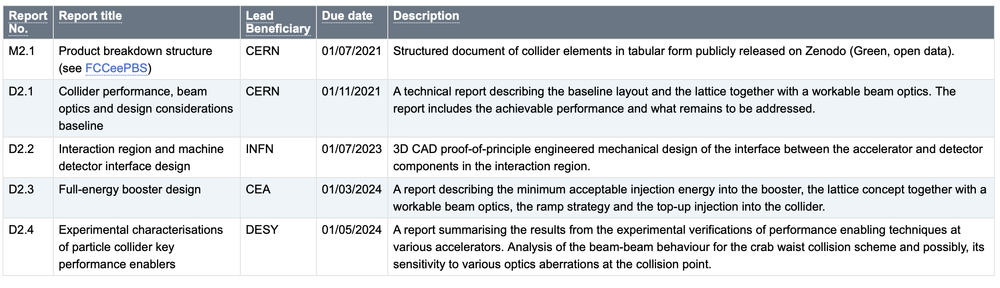 Report No.
Report title
Lead Beneficiary
Due date
Description
M2.1
Product breakdown structure
(see FCCeePBS)
CERN
01/07/2021
Structured document of collider elements in tabular form publicly released on Zenodo (Green, open data).
D2.1
Collider performance, beam
optics and design considerations
baseline
CERN
01/11/2021
A technical report describing the baseline layout and the lattice together with a workable beam optics. The
report includes the achievable performance and what remains to be addressed.
D2.2
Interaction region and machine
detector interface design
INFN
01/07/2023
3D CAD proof-of-principle engineered mechanical design of the interface between the accelerator and detector
components in the interaction region.
D2.3
Full-energy booster design
CEA
01/03/2024
A report describing the minimum acceptable injection energy into the booster, the lattice concept together with a
workable beam optics, the ramp strategy and the top-up injection into the collider.
D2.4
Experimental characterisations
of particle collider key
performance enablers
DESY
01/05/2024
A report summarising the results from the experimental verifications of performance enabling techniques at
various accelerators. Analysis of the beam-beam behaviour for the crab waist collision scheme and possibly, its
sensitivity to various optics aberrations at the collision point.